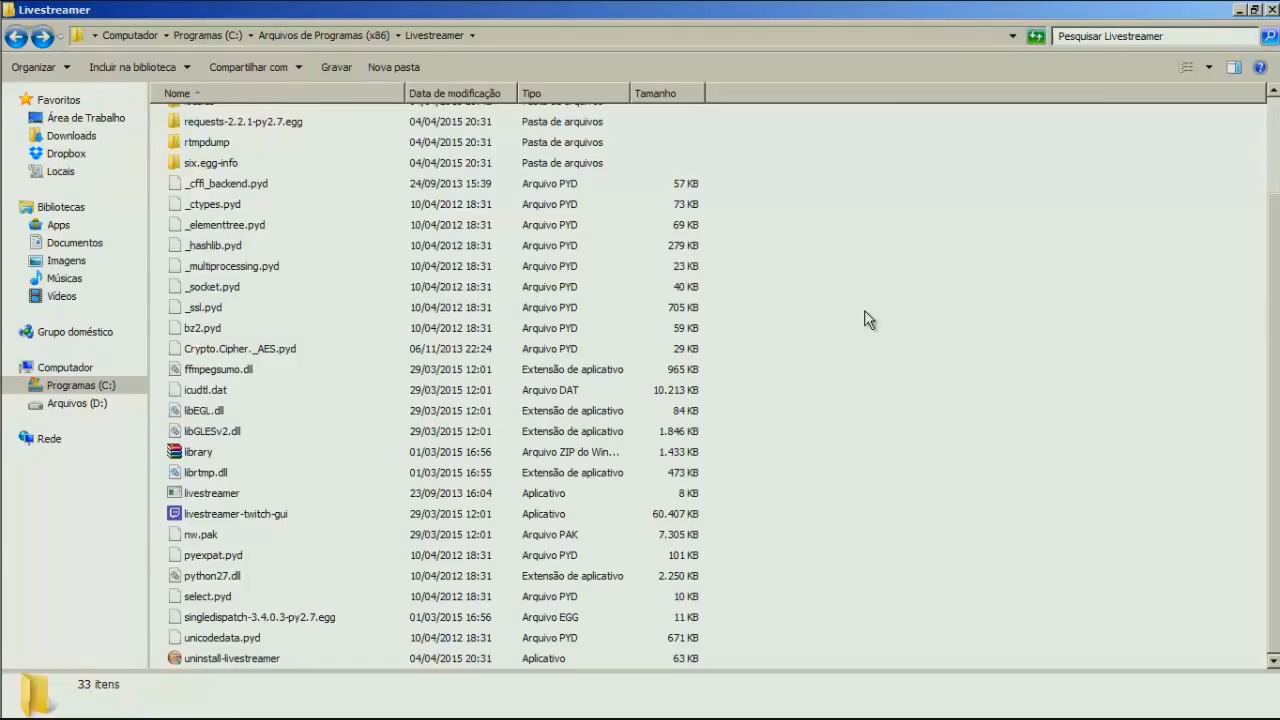 Livestreamer
Computador Programas (C:) Arquivos de Programas (x86) Livestreamer Pesquisar Livestreamer
Organizar Incluir na biblioteca Compartilhar com Gravar Nova pasta
Nome Data de modificação Tipo Tamanho
Favoritos
Área de Trabalho
Downloads
Dropbox
Locais
Bibliotecas
Apps
Documentos
Imagens
Músicas
Vídeos
Grupo doméstico
Computador
Programas (C:)
Arquivos (D:)
Rede
requests-2.2.1-py2.7.egg 04/04/2015 20:31 Pasta de arquivos
rtmpdump 04/04/2015 20:31 Pasta de arquivos
six.egg-info 04/04/2015 20:31 Pasta de arquivos
_cffi_backend.pyd 24/09/2013 15:39 Arquivo PYD 57 KB
_ctypes.pyd 10/04/2012 18:31 Arquivo PYD 73 KB
_elementtree.pyd 10/04/2012 18:31 Arquivo PYD 69 KB
_hashlib.pyd 10/04/2012 18:31 Arquivo PYD 279 KB
_multiprocessing.pyd 10/04/2012 18:31 Arquivo PYD 23 KB
_socket.pyd 10/04/2012 18:31 Arquivo PYD 40 KB
_ssl.pyd 10/04/2012 18:31 Arquivo PYD 705 KB
bz2.pyd 10/04/2012 18:31 Arquivo PYD 59 KB
Crypto.Cipher._AES.pyd 06/11/2013 22:24 Arquivo PYD 29 KB
ffmpegsumo.dll 29/03/2015 12:01 Extensão de aplicativo 965 KB
icudtl.dat 29/03/2015 12:01 Arquivo DAT 10.213 KB
libEGL.dll 29/03/2015 12:01 Extensão de aplicativo 84 KB
libGLESv2.dll 29/03/2015 12:01 Extensão de aplicativo 1.846 KB
library 01/03/2015 16:56 Arquivo ZIP do Win... 1.433 KB
librtmp.dll 01/03/2015 16:55 Extensão de aplicativo 473 KB
livestreamer 23/09/2013 16:04 Aplicativo 8 KB
livestreamer-twitch-gui 29/03/2015 12:01 Aplicativo 60.407 KB
nw.pak 29/03/2015 12:01 Arquivo PAK 7.305 KB
pyexpat.pyd 10/04/2012 18:31 Arquivo PYD 101 KB
python27.dll 10/04/2012 18:31 Extensão de aplicativo 2.250 KB
select.pyd 10/04/2012 18:31 Arquivo PYD 10 KB
singledispatch-3.4.0.3-py2.7.egg 01/03/2015 16:56 Arquivo EGG 11 KB
unicodedata.pyd 10/04/2012 18:31 Arquivo PYD 671 KB
uninstall-livestreamer 04/04/2015 20:31 Aplicativo 63 KB
33 itens